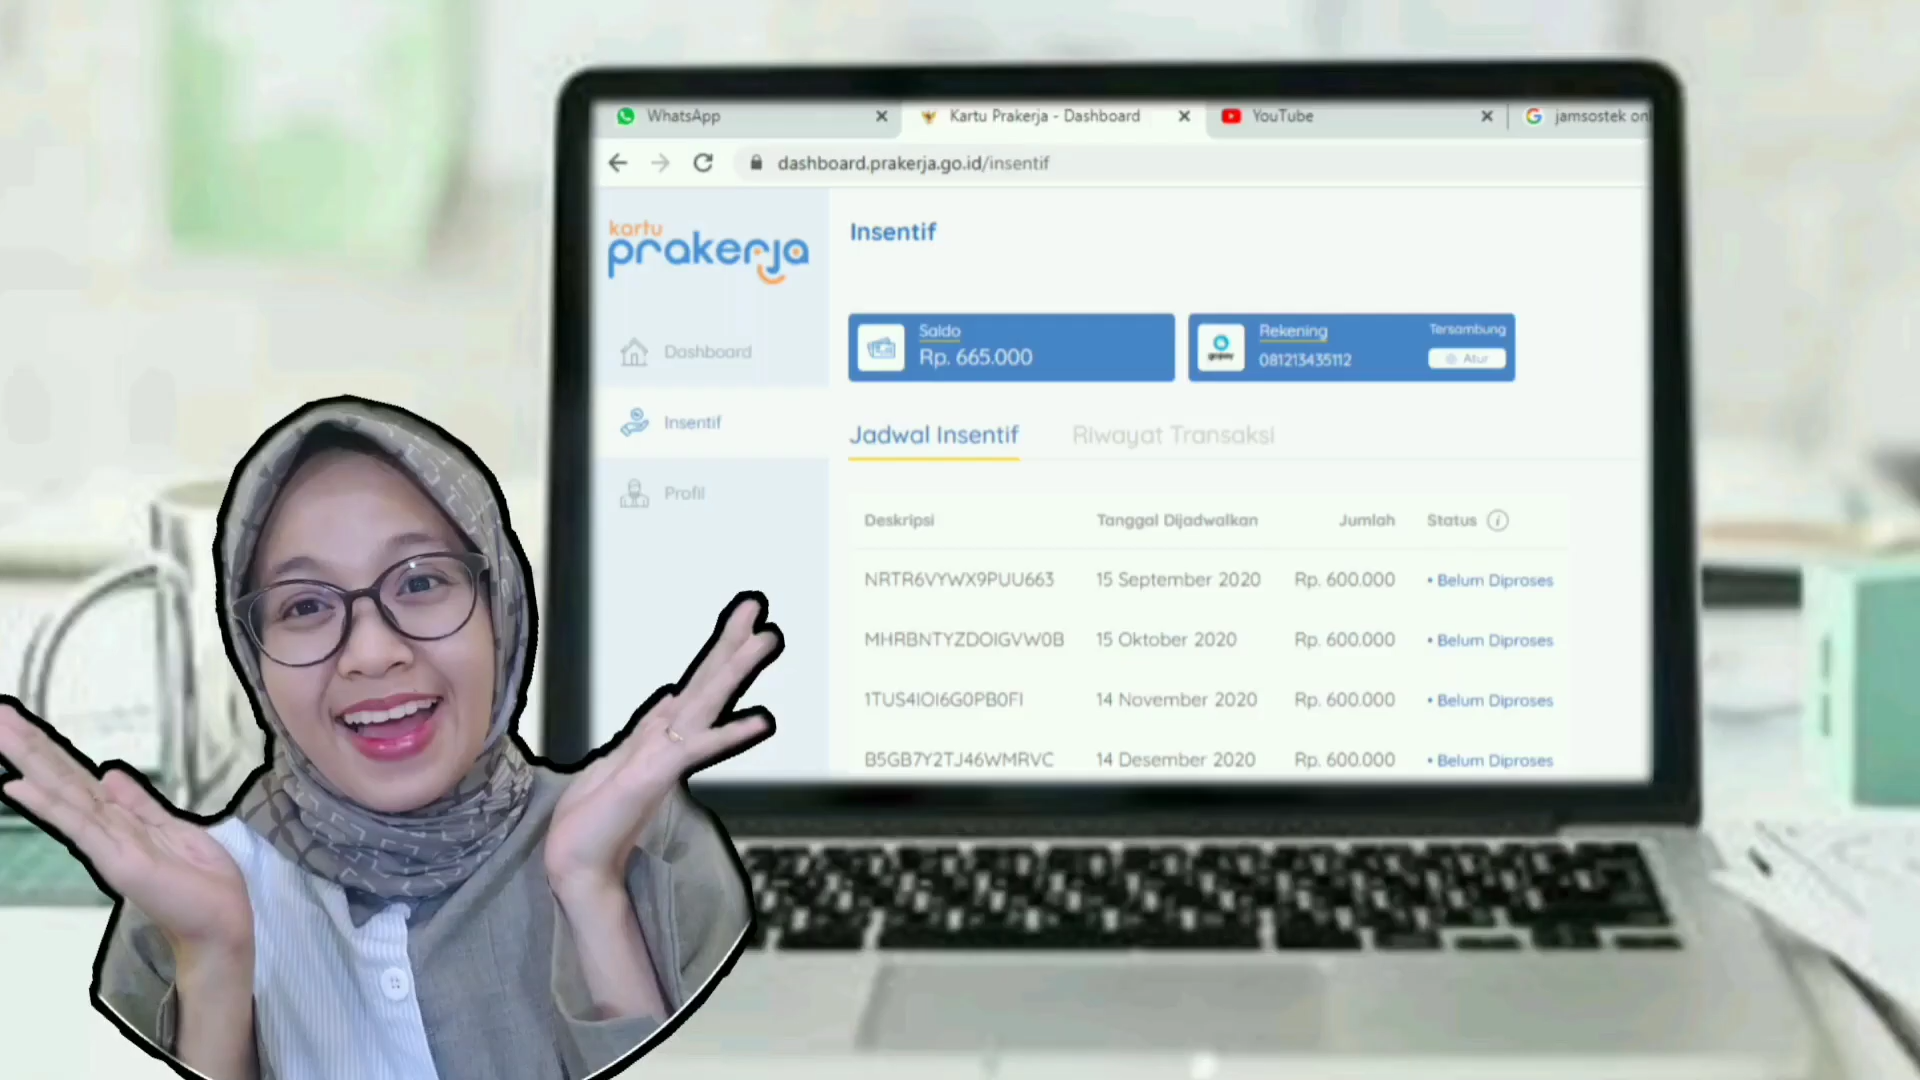 WhatsApp
Kartu Prakerja - Dashboard
YouTube
jamsostek on
dashboard.prakerja.go.id/insentif
kartu
prakerja
Insentif
Saldo
Rp. 665.000
gopay
Rekening
081213435112
Tersambung
Atur
Dashboard
Insentif
Profil
Jadwal Insentif
Riwayat Transaksi
Deskripsi Tanggal Dijadwalkan Jumlah Status
NRTR6VYWX9PUU663 15 September 2020 Rp. 600.000 • Belum Diproses
MHRBNTYZDOIGVW0B 15 Oktober 2020 Rp. 600.000 • Belum Diproses
1TUS4IOI6G0PB0FI 14 November 2020 Rp. 600.000 • Belum Diproses
B5GB7Y2TJ46WMRVC 14 Desember 2020 Rp. 600.000 • Belum Diproses